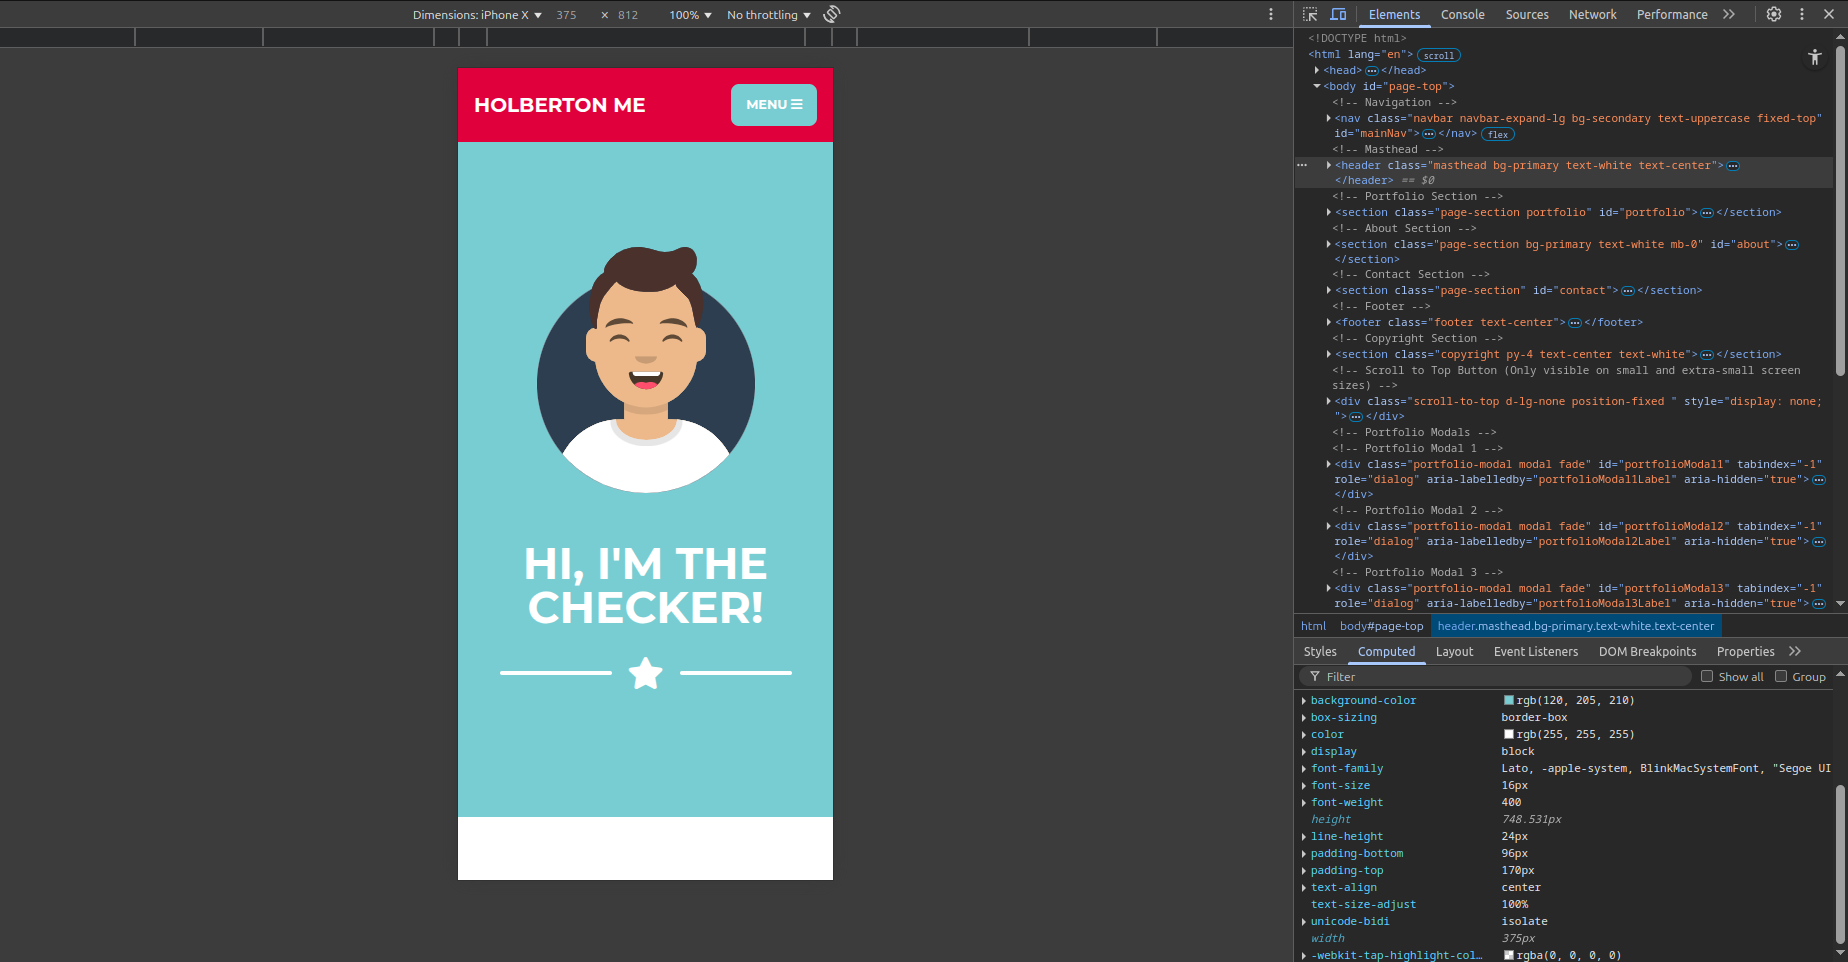 Dimensions: iPhone X ▼ 375 × 812 100% ▼ No throttling ▼
Elements Console Sources Network Performance
HOLBERTON ME
MENU
HI, I'M THE
CHECKER!
<!DOCTYPE html>
<html lang="en"> scroll
<head> ... </head>
<body id="page-top">
<!-- Navigation -->
<nav class="navbar navbar-expand-lg bg-secondary text-uppercase fixed-top"
id="mainNav"> ... </nav> flex
<!-- Masthead -->
<header class="masthead bg-primary text-white text-center"> ...
</header> == $0
<!-- Portfolio Section -->
<section class="page-section portfolio" id="portfolio"> ... </section>
<!-- About Section -->
<section class="page-section bg-primary text-white mb-0" id="about"> ...
</section>
<!-- Contact Section -->
<section class="page-section" id="contact"> ... </section>
<!-- Footer -->
<footer class="footer text-center"> ... </footer>
<!-- Copyright Section -->
<section class="copyright py-4 text-center text-white"> ... </section>
<!-- Scroll to Top Button (Only visible on small and extra-small screen
sizes) -->
<div class="scroll-to-top d-lg-none position-fixed " style="display: none;
"> ... </div>
<!-- Portfolio Modals -->
<!-- Portfolio Modal 1 -->
<div class="portfolio-modal modal fade" id="portfolioModal1" tabindex="-1"
role="dialog" aria-labelledby="portfolioModal1Label" aria-hidden="true"> ...
</div>
<!-- Portfolio Modal 2 -->
<div class="portfolio-modal modal fade" id="portfolioModal2" tabindex="-1"
role="dialog" aria-labelledby="portfolioModal2Label" aria-hidden="true"> ...
</div>
<!-- Portfolio Modal 3 -->
<div class="portfolio-modal modal fade" id="portfolioModal3" tabindex="-1"
role="dialog" aria-labelledby="portfolioModal3Label" aria-hidden="true"> ...
html body#page-top header.masthead.bg-primary.text-white.text-center
Styles Computed Layout Event Listeners DOM Breakpoints Properties
Filter Show all Group
background-color rgb(120, 205, 210)
box-sizing border-box
color rgb(255, 255, 255)
display block
font-family Lato, -apple-system, BlinkMacSystemFont, "Segoe UI
font-size 16px
font-weight 400
height 748.531px
line-height 24px
padding-bottom 96px
padding-top 170px
text-align center
text-size-adjust 100%
unicode-bidi isolate
width 375px
-webkit-tap-highlight-col... rgba(0, 0, 0, 0)